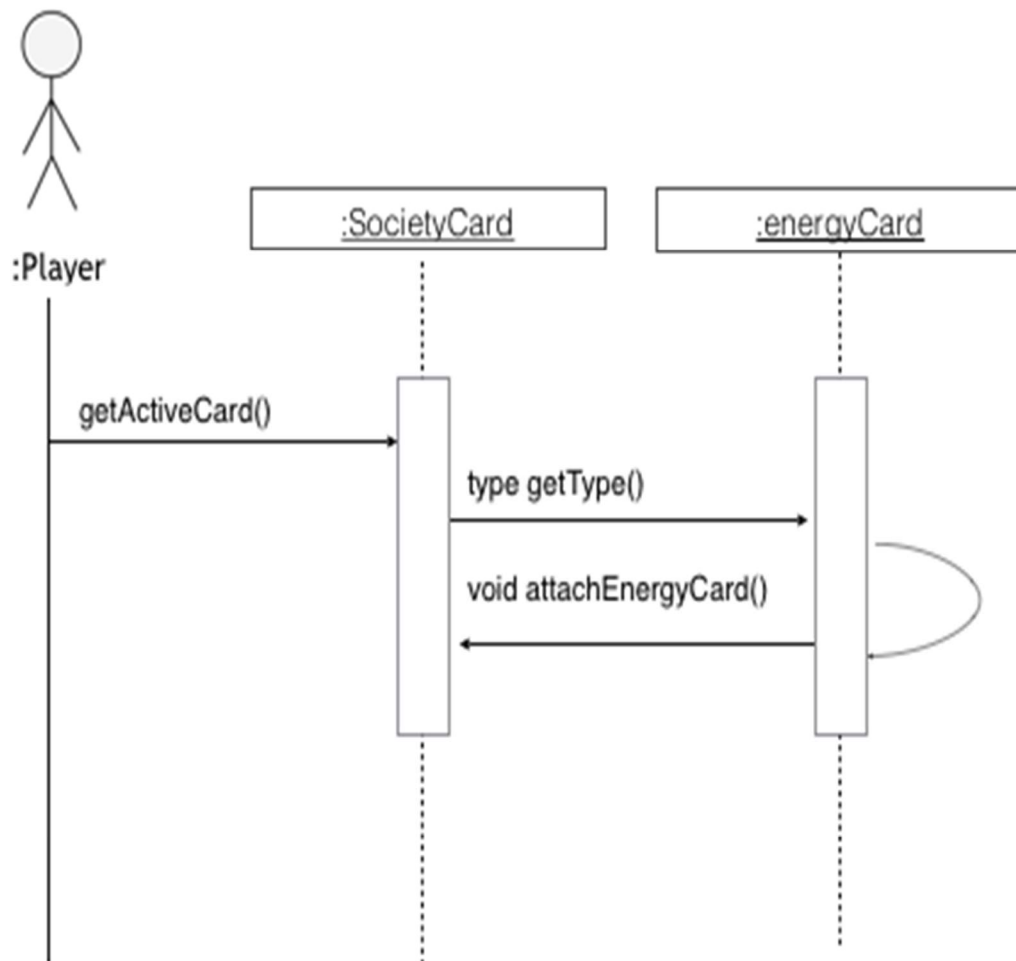 :SocietyCard
:energyCard
:Player
getActiveCard()
type getType()
void attachEnergyCard()